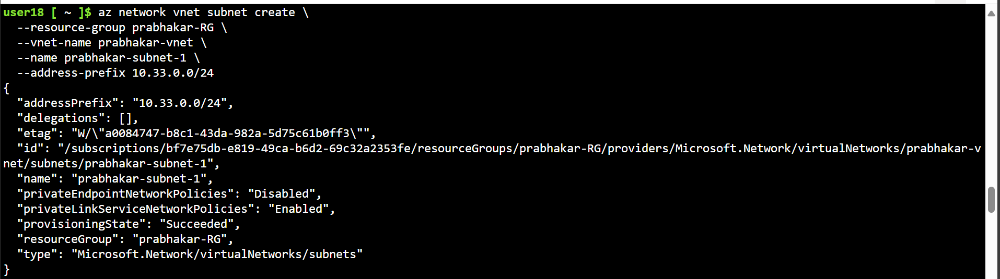 user18 [ ~ ]$ az network vnet subnet create \
  --resource-group prabhakar-RG \
  --vnet-name prabhakar-vnet \
  --name prabhakar-subnet-1 \
  --address-prefix 10.33.0.0/24
{
  "addressPrefix": "10.33.0.0/24",
  "delegations": [],
  "etag": "W/\"a0084747-b8c1-43da-982a-5d75c61b0ff3\"",
  "id": "/subscriptions/bf7e75db-e819-49ca-b6d2-69c32a2353fe/resourceGroups/prabhakar-RG/providers/Microsoft.Network/virtualNetworks/prabhakar-v
net/subnets/prabhakar-subnet-1",
  "name": "prabhakar-subnet-1",
  "privateEndpointNetworkPolicies": "Disabled",
  "privateLinkServiceNetworkPolicies": "Enabled",
  "provisioningState": "Succeeded",
  "resourceGroup": "prabhakar-RG",
  "type": "Microsoft.Network/virtualNetworks/subnets"
}